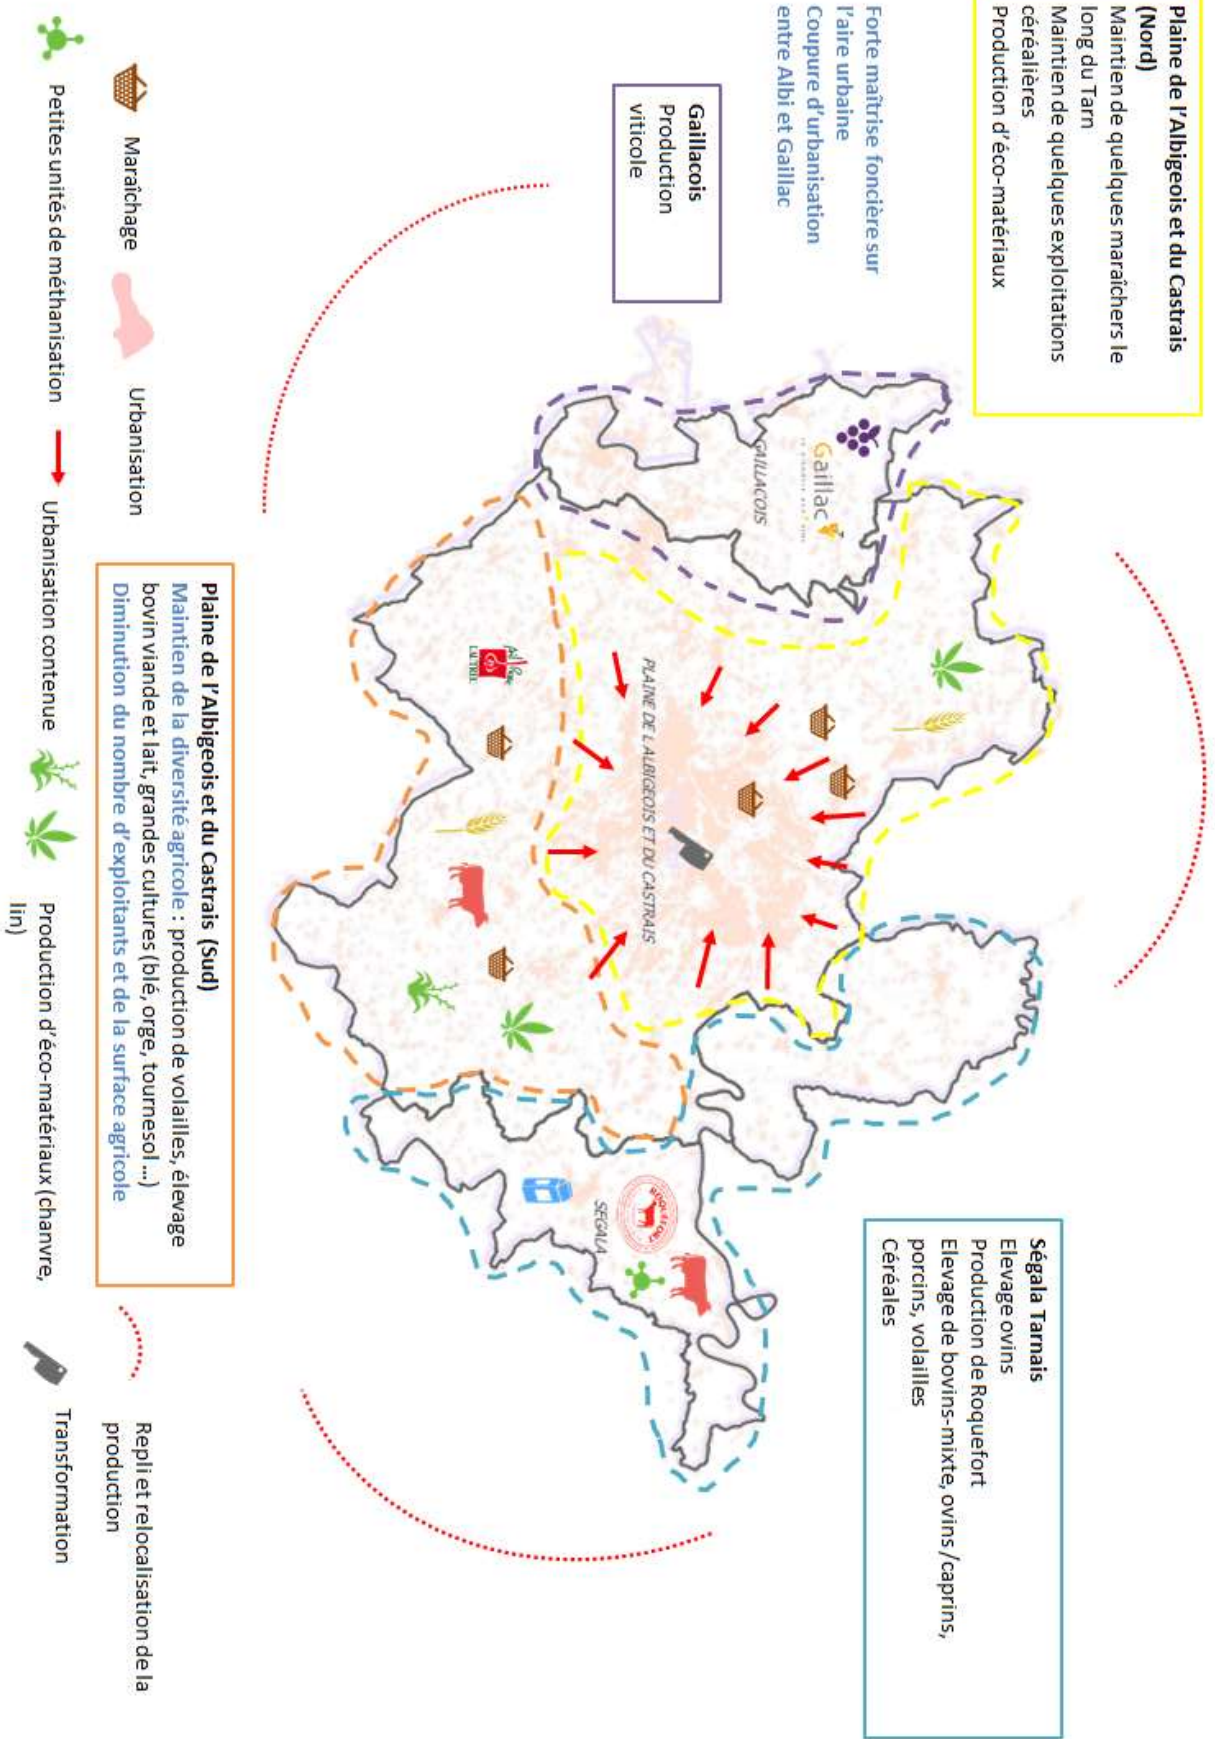 Plaine de l'Albigeois et du Castrais
(Nord)
Maintien de quelques maraîchers le
long du Tarn
Maintien de quelques exploitations
céréalières
Production d'éco-matériaux
Forte maîtrise foncière sur
l'aire urbaine
Coupure d'urbanisation
entre Albi et Gaillac
Gaillacois
Production
viticole
Ségala Tarnais
Elevage ovins
Production de Roquefort
Elevage de bovins-mixte, ovins /caprins,
porcins, volailles
Céréales
Gaillac
GAILLACOIS
PLAINE DE L'ALBIGEOIS ET DU CASTRAIS
ROQUEFORT
SEGALA
LAUTREC
Plaine de l'Albigeois et du Castrais (Sud)
Maintien de la diversité agricole : production de volailles, élevage
bovin viande et lait, grandes cultures (blé, orge, tournesol ...)
Diminution du nombre d'exploitants et de la surface agricole
Maraîchage
Urbanisation
Repli et relocalisation de la
production
Petites unités de méthanisation
Urbanisation contenue
Production d'éco-matériaux (chanvre,
lin)
Transformation